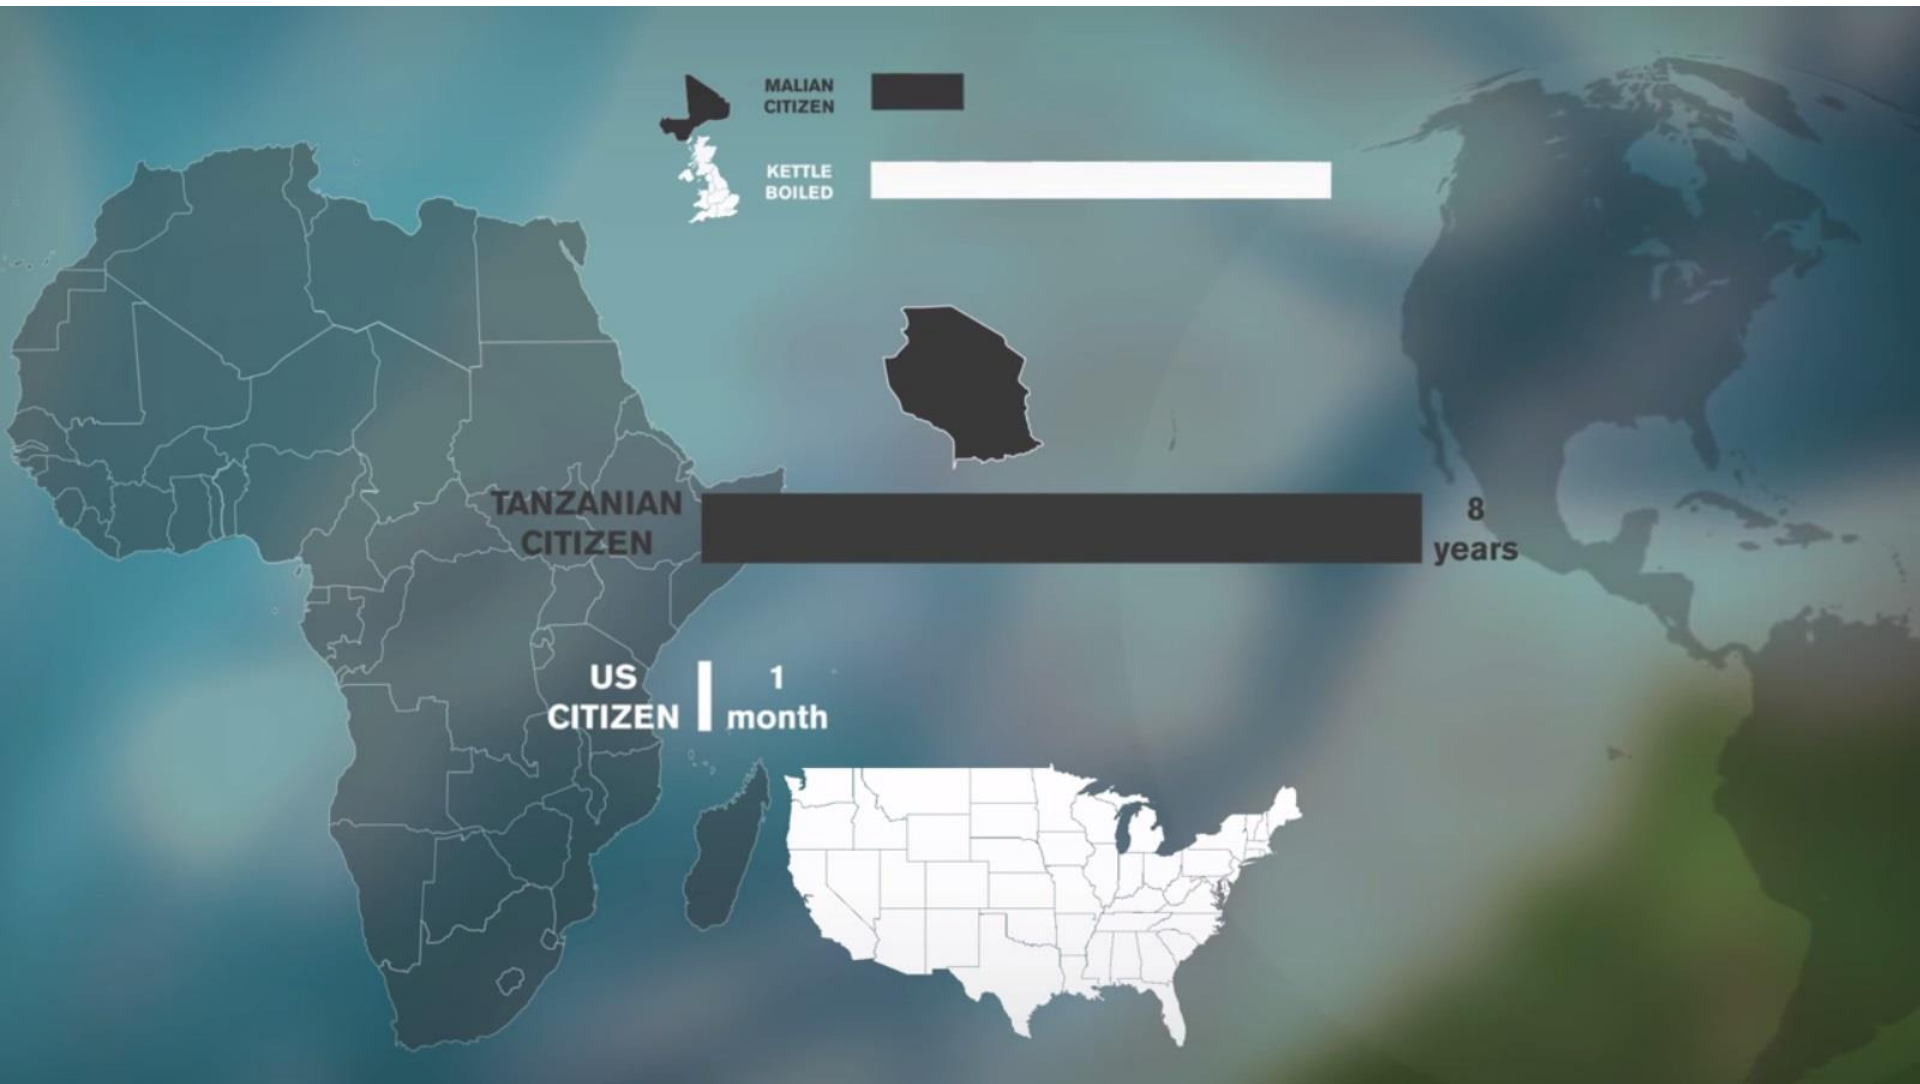 MALIAN
CITIZEN
KETTLE
BOILED
TANZANIAN
CITIZEN
8
years
US
CITIZEN
1
month